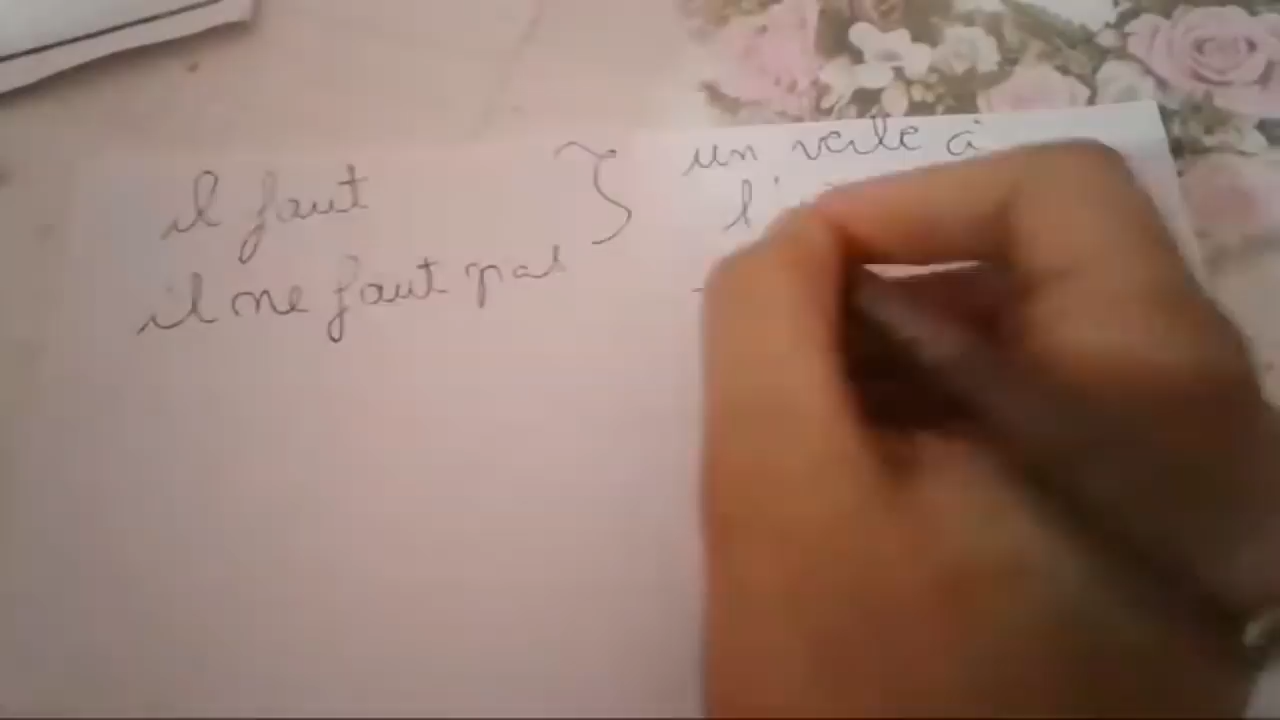 il faut
il ne faut pas
un verbe à
l'